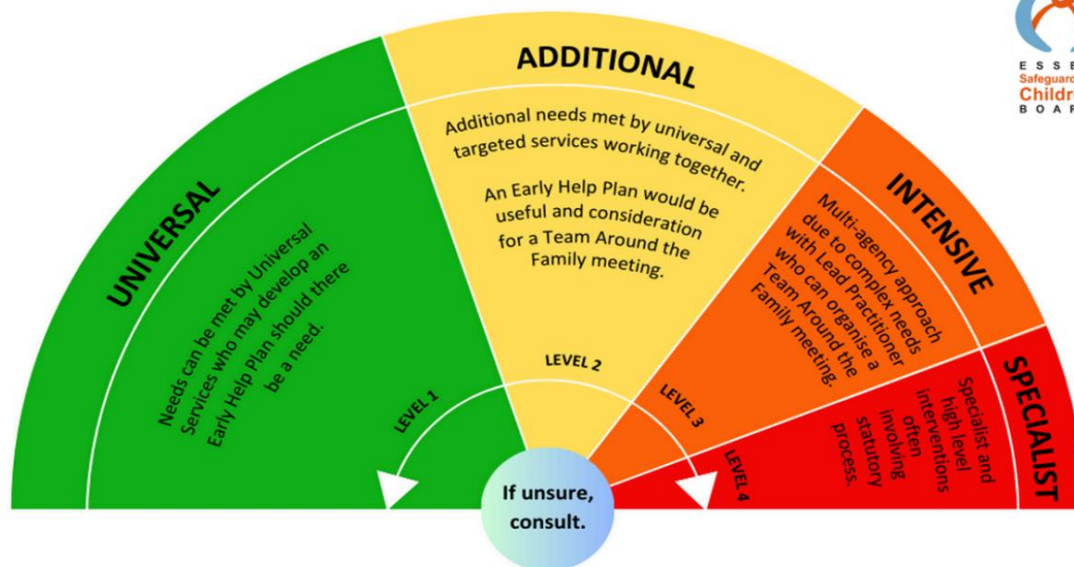 UNIVERSAL
Needs can be met by Universal
Services who may develop an
Early Help Plan should there
be a need.
LEVEL 1
ADDITIONAL
Additional needs met by universal and
targeted services working together.
An Early Help Plan would be
useful and consideration
for a Team Around the
Family meeting.
LEVEL 2
INTENSIVE
Multi-agency approach
due to complex needs
with Lead Practitioner
who can organise a
Team Around the
Family meeting.
LEVEL 3
SPECIALIST
Specialist and
high level
interventions
often
involving
statutory
process.
LEVEL 4
If unsure,
consult.